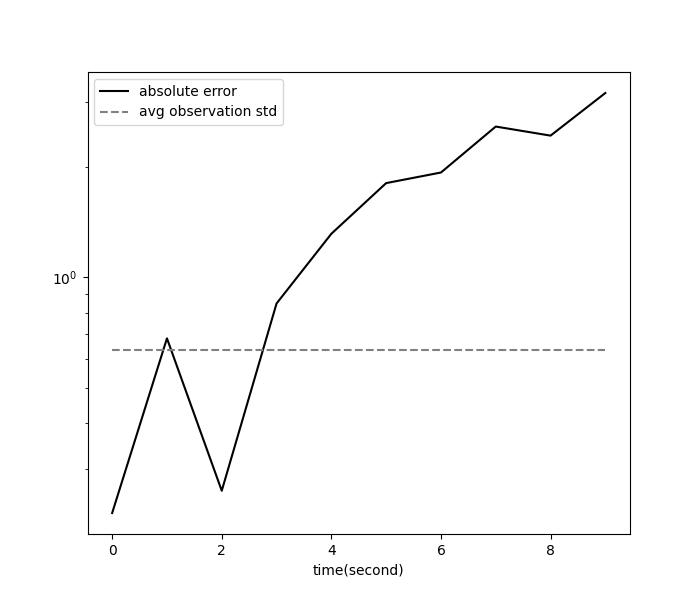 absolute error
avg observation std
10⁰
0 2 4 6 8
time(second)